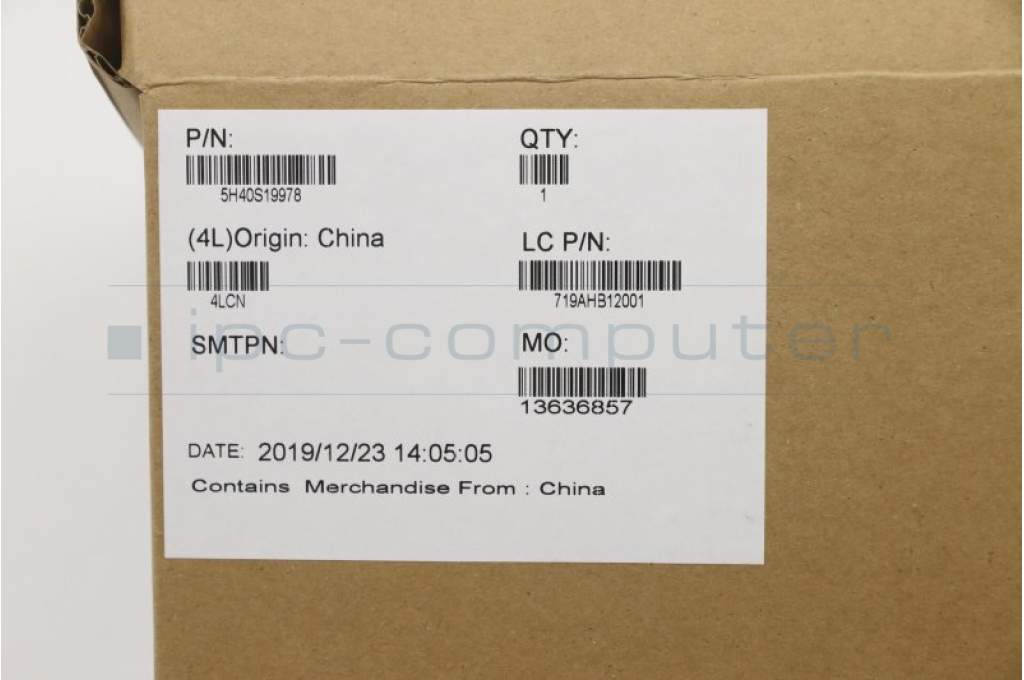 P/N:
5H40S19978
QTY:
1
(4L)Origin: China
4LCN
LC P/N:
719AHB12001
SMTPN:
MO:
13636857
ipc-computer
DATE: 2019/12/23 14:05:05
Contains Merchandise From : China